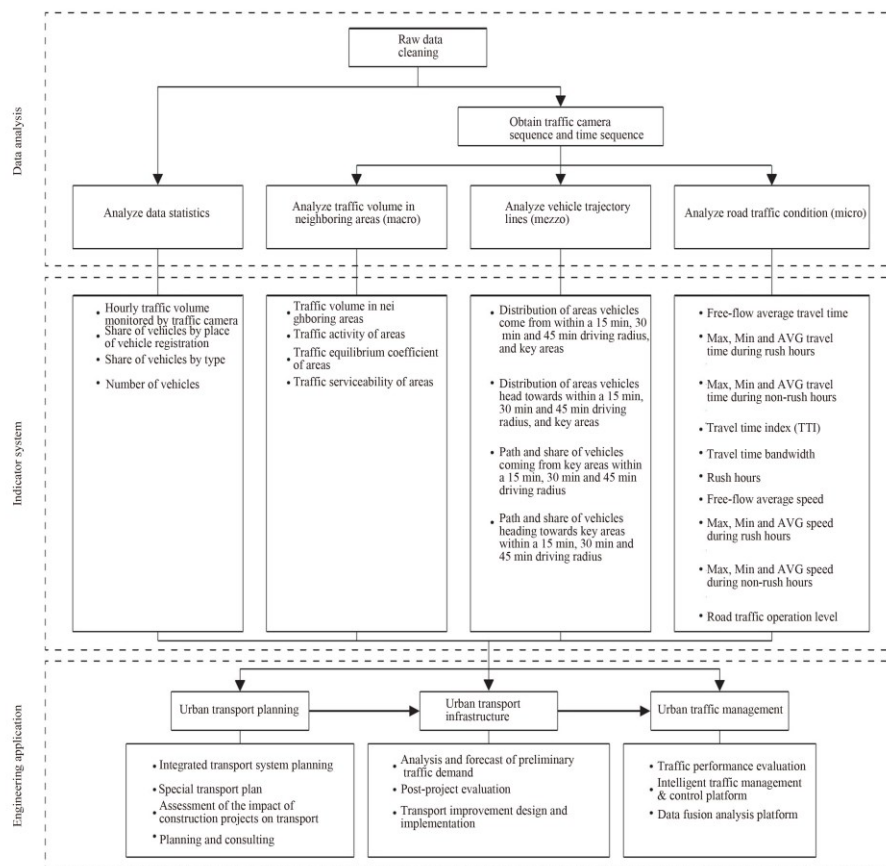 Data analysis
Raw data
cleaning
Obtain traffic camera
sequence and time sequence
Analyze data statistics
Analyze traffic volume in
neighboring areas (macro)
Analyze vehicle trajectory
lines (mezzo)
Analyze road traffic condition (micro)
Indicator system
• Hourly traffic volume
monitored by traffic camera
• Share of vehicles by place
of vehicle registration
• Share of vehicles by type
• Number of vehicles
• Traffic volume in nei
ghboring areas
• Traffic activity of areas
• Traffic equilibrium coefficient
of areas
• Traffic serviceability of areas
• Distribution of areas vehicles
come from within a 15 min, 30
min and 45 min driving radius,
and key areas
• Distribution of areas vehicles
head towards within a 15 min,
30 min and 45 min driving
radius, and key areas
• Path and share of vehicles
coming from key areas within
a 15 min, 30 min and 45 min
driving radius
• Path and share of vehicles
heading towards key areas
within a 15 min, 30 min and
45 min driving radius
• Free-flow average travel time
• Max, Min and AVG travel
time during rush hours
• Max, Min and AVG travel
time during non-rush hours
• Travel time index (TTI)
• Travel time bandwidth
• Rush hours
• Free-flow average speed
• Max, Min and AVG speed
during rush hours
• Max, Min and AVG speed
during non-rush hours
• Road traffic operation level
Engineering application
Urban transport planning
Urban transport
infrastructure
Urban traffic management
• Integrated transport system planning
• Special transport plan
• Assessment of the impact of
construction projects on transport
• Planning and consulting
• Analysis and forecast of preliminary
traffic demand
• Post-project evaluation
• Transport improvement design and
implementation
• Traffic performance evaluation
• Intelligent traffic management
& control platform
• Data fusion analysis platform